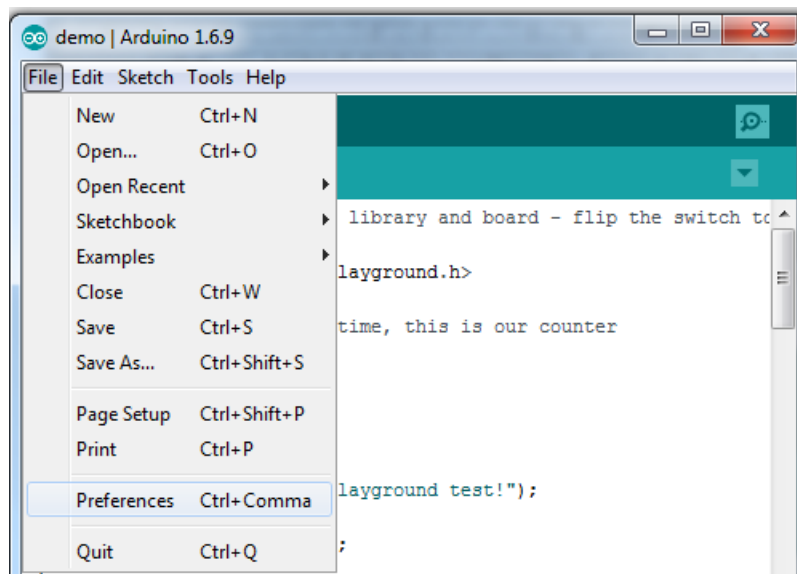 demo | Arduino 1.6.9
File Edit Sketch Tools Help
New Ctrl+N
Open... Ctrl+O
Open Recent
Sketchbook
Examples
Close Ctrl+W
Save Ctrl+S
Save As... Ctrl+Shift+S
Page Setup Ctrl+Shift+P
Print Ctrl+P
Preferences Ctrl+Comma
Quit Ctrl+Q
library and board - flip the switch to
layground.h>
time, this is our counter
layground test!");
;